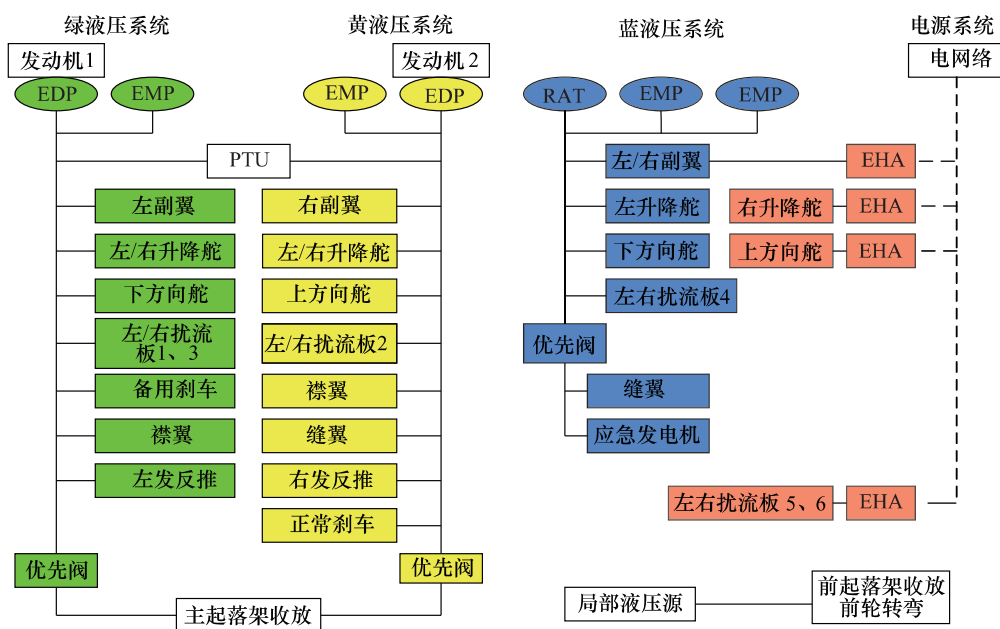 绿液压系统
黄液压系统
蓝液压系统
电源系统
发动机1
发动机 2
电网络
EDP
EMP
EMP
EDP
RAT
EMP
EMP
PTU
左/右副翼
EHA
左副翼
右副翼
左升降舵
右升降舵
EHA
左/右升降舵
左/右升降舵
下方向舵
上方向舵
EHA
下方向舵
上方向舵
左右扰流板4
左/右扰流
板1、3
左/右扰流板2
优先阀
备用刹车
襟翼
缝翼
襟翼
缝翼
应急发电机
左发反推
右发反推
左右扰流板 5、6
EHA
正常刹车
优先阀
优先阀
主起落架收放
局部液压源
前起落架收放
前轮转弯